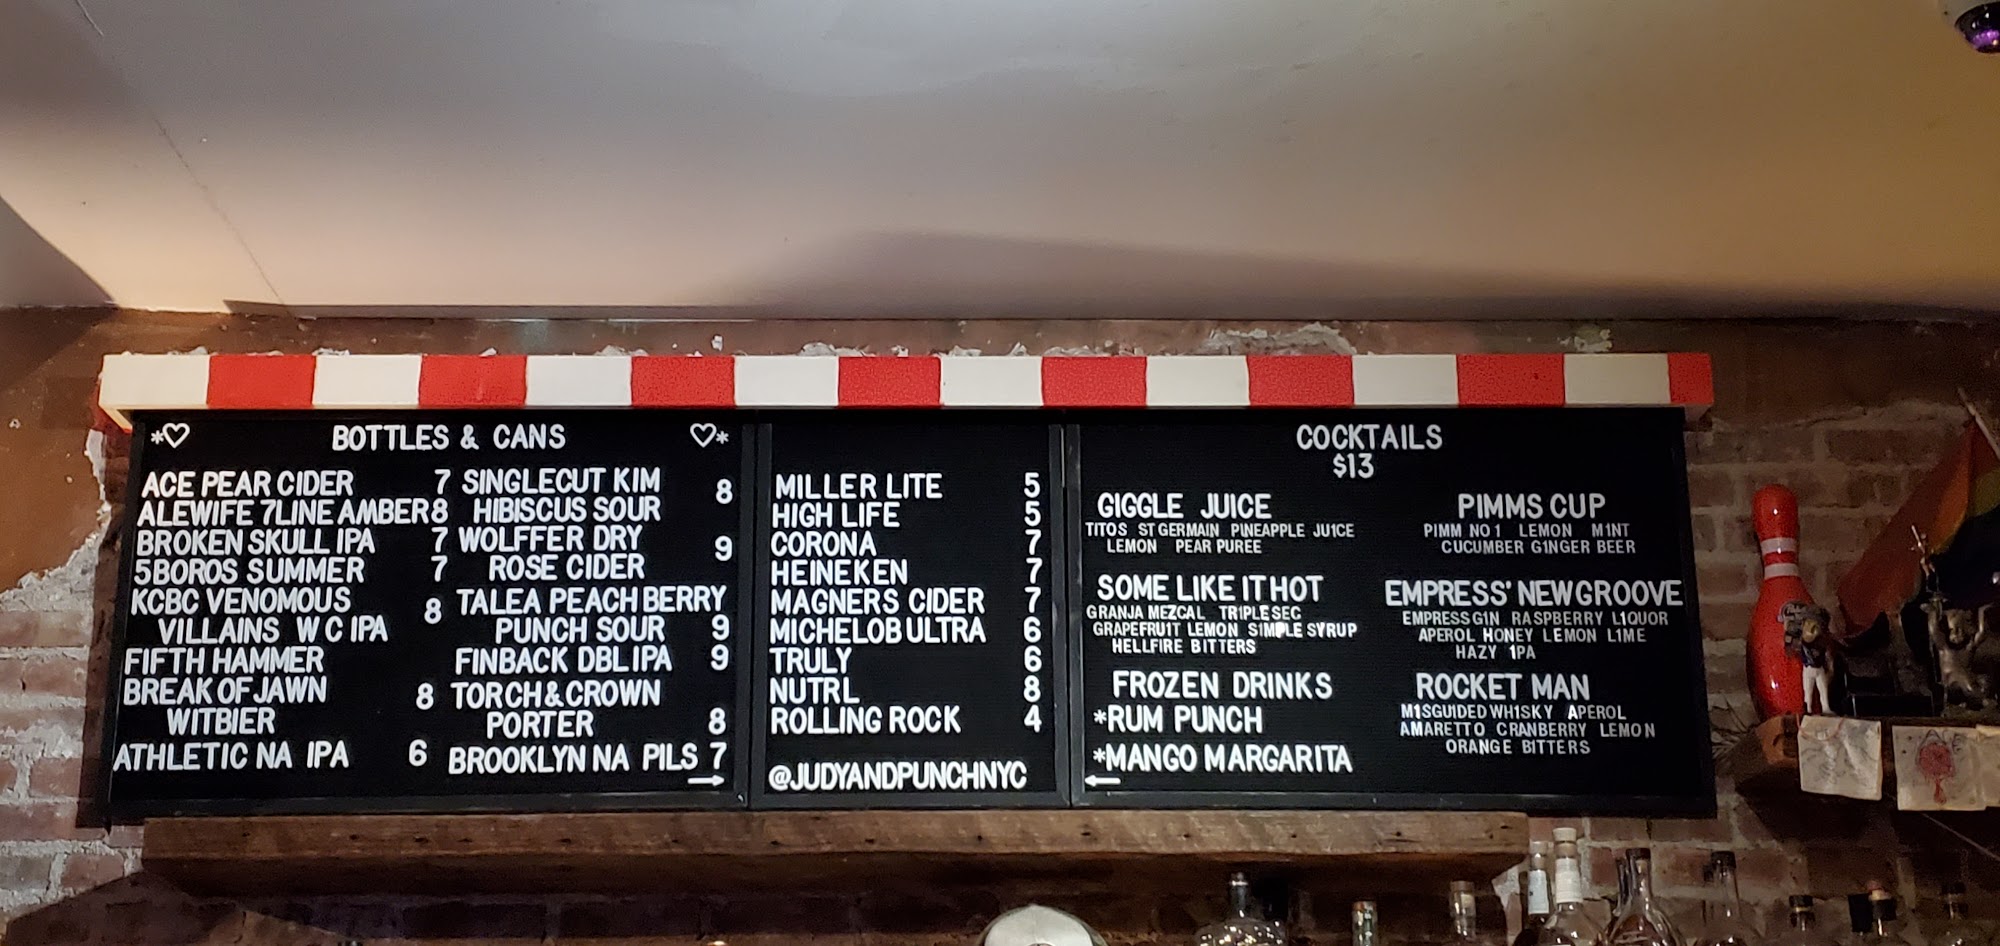 *♡ BOTTLES & CANS ♡*
ACE PEAR CIDER 7
ALEWIFE 7LINE AMBER 8
BROKEN SKULL IPA 7
5BOROS SUMMER 7
KCBC VENOMOUS
VILLAINS W C IPA 8
FIFTH HAMMER
BREAK OF JAWN 8
WITBIER
ATHLETIC NA IPA 6
SINGLECUT KIM 8
HIBISCUS SOUR
WOLFFER DRY 9
ROSE CIDER
TALEA PEACH BERRY
PUNCH SOUR 9
FINBACK DBL IPA 9
TORCH & CROWN
PORTER 8
BROOKLYN NA PILS 7
→
MILLER LITE 5
HIGH LIFE 5
CORONA 7
HEINEKEN 7
MAGNERS CIDER 7
MICHELOB ULTRA 6
TRULY 6
NUTRL 8
ROLLING ROCK 4
@JUDYANDPUNCHNYC
COCKTAILS
$13
GIGGLE JUICE
TITOS ST GERMAIN PINEAPPLE JU1CE
LEMON PEAR PUREE
SOME LIKE IT HOT
GRANJA MEZCAL TR1PLE SEC
GRAPEFRU1T LEMON SIMPLE SYRUP
HELLFIRE BITTERS
FROZEN DRINKS
*RUM PUNCH
*MANGO MARGARITA
←
PIMMS CUP
PIMM NO 1 LEMON M1NT
CUCUMBER G1NGER BEER
EMPRESS' NEW GROOVE
EMPRESS G1N RASPBERRY L1QUOR
APEROL HONEY LEMON L1ME
HAZY 1PA
ROCKET MAN
M1SGUIDED WH1SKY APEROL
AMARETTO CRANBERRY LEMON
ORANGE BITTERS